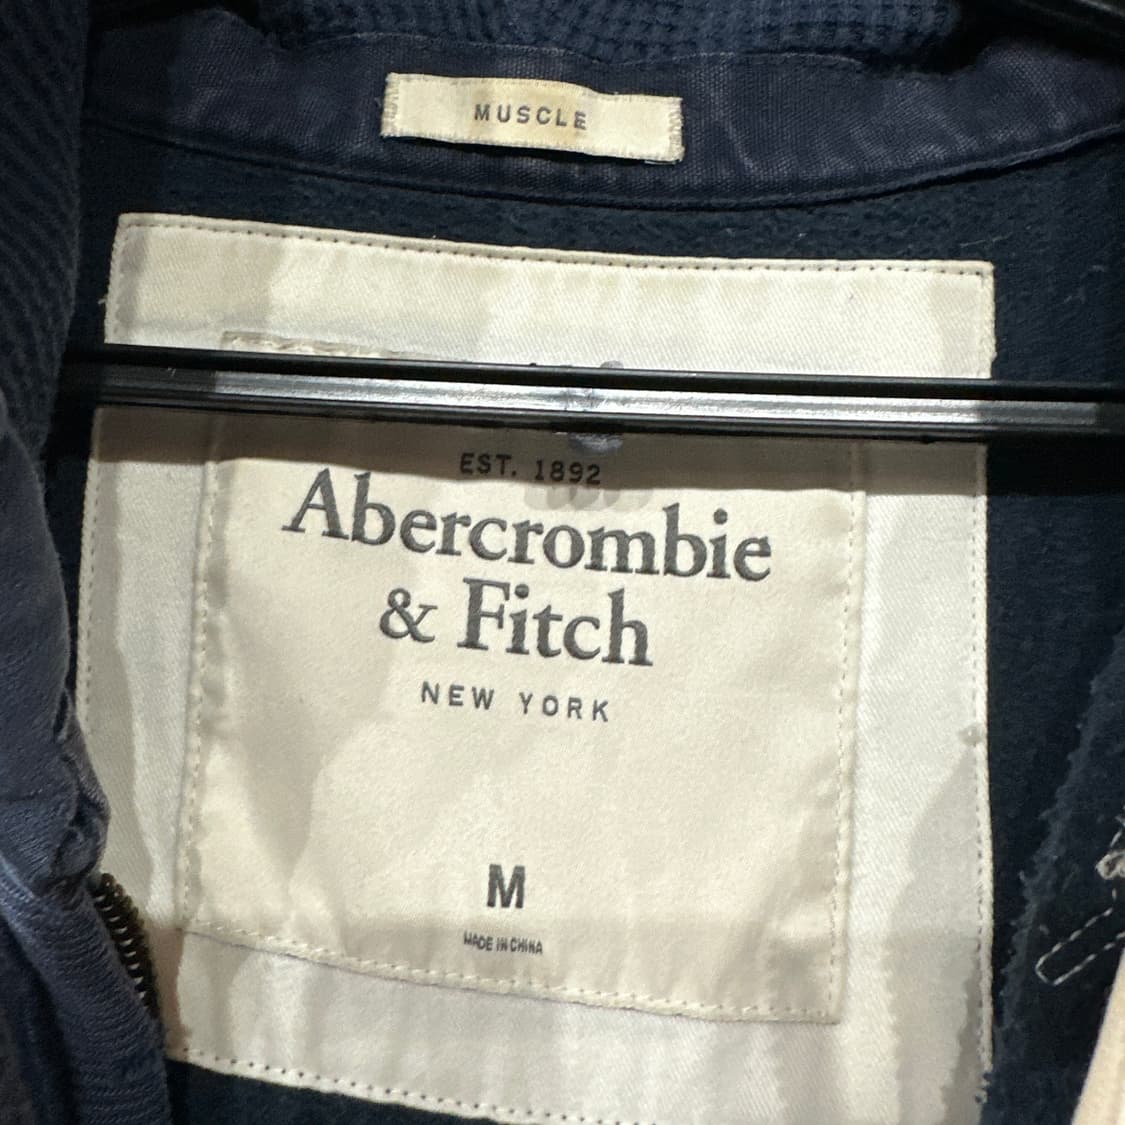 MUSCLE
EST. 1892
Abercrombie
& Fitch
NEW YORK
M
MADE IN CHINA